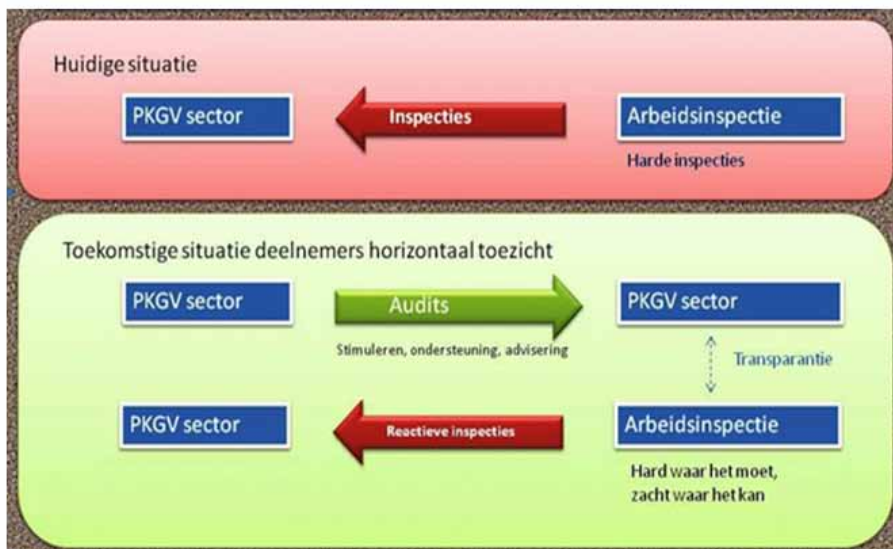 Huidige situatie
PKGV sector
Inspecties
Arbeidsinspectie
Harde inspecties
Toekomstige situatie deelnemers horizontaal toezicht
PKGV sector
Audits
PKGV sector
Stimuleren, ondersteuning, advisering
Transparantie
PKGV sector
Reactieve inspecties
Arbeidsinspectie
Hard waar het moet,
zacht waar het kan